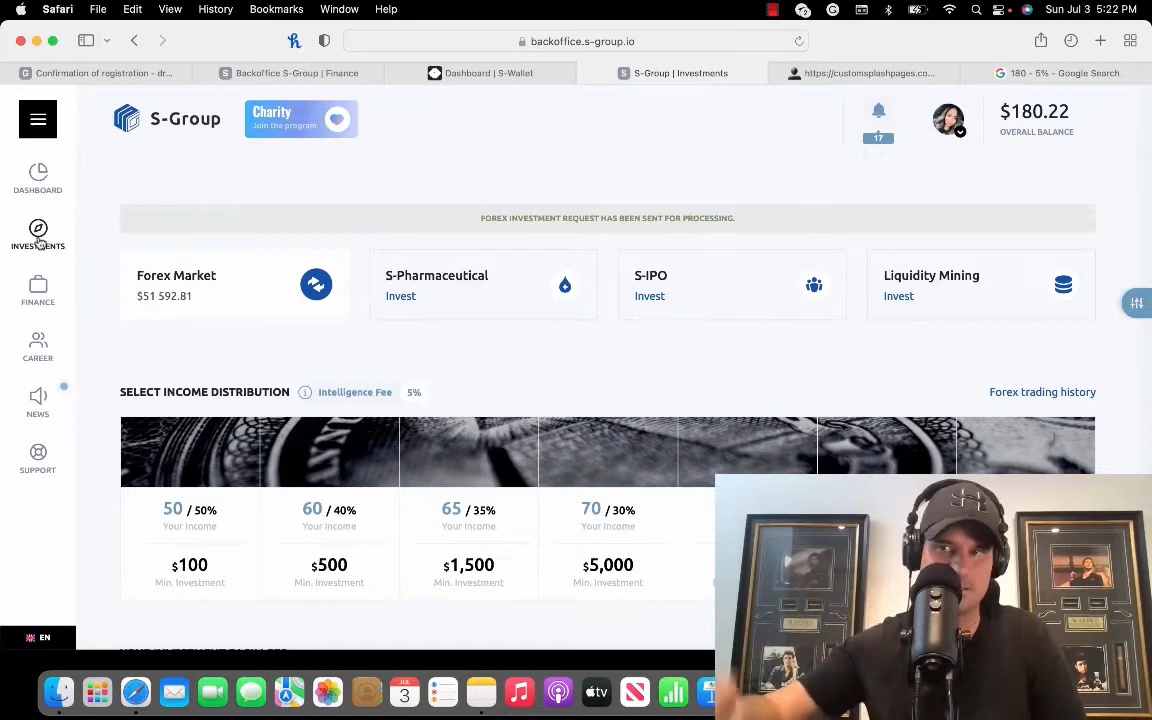 Safari File Edit View History Bookmarks Window Help
Sun Jul 3 5:22 PM
backoffice.s-group.io
Confirmation of registration - dr...
Backoffice S-Group | Finance
Dashboard | S-Wallet
S-Group | Investments
https://customsplashpages.co...
180 - 5% - Google Search
S-Group
Charity
Join the program
17
$180.22
OVERALL BALANCE
DASHBOARD
INVESTMENTS
FINANCE
CAREER
NEWS
SUPPORT
EN
FOREX INVESTMENT REQUEST HAS BEEN SENT FOR PROCESSING.
Forex Market
$51 592.81
S-Pharmaceutical
Invest
S-IPO
Invest
Liquidity Mining
Invest
SELECT INCOME DISTRIBUTION
Intelligence Fee 5%
Forex trading history
50 / 50%
Your Income
$100
Min. Investment
60 / 40%
Your Income
$500
Min. Investment
65 / 35%
Your Income
$1,500
Min. Investment
70 / 30%
Your Income
$5,000
Min. Investment
JUL
3
tv